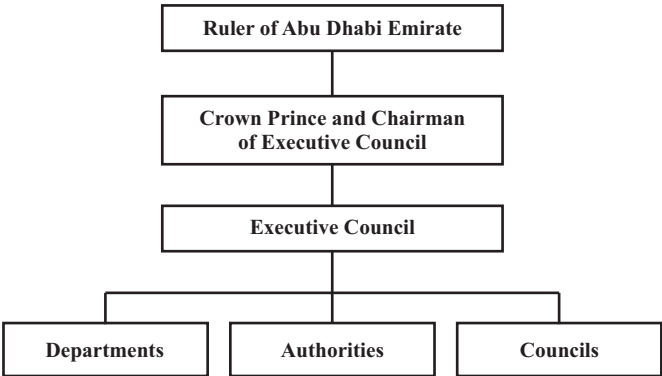 Ruler of Abu Dhabi Emirate
Crown Prince and Chairman
of Executive Council
Executive Council
Departments
Authorities
Councils